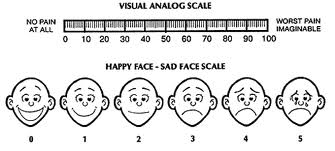 VISUAL ANALOG SCALE
NO PAIN
AT ALL
WORST PAIN
IMAGINABLE
0 10 20 30 40 50 60 70 80 90 100
HAPPY FACE - SAD FACE SCALE
0 1 2 3 4 5